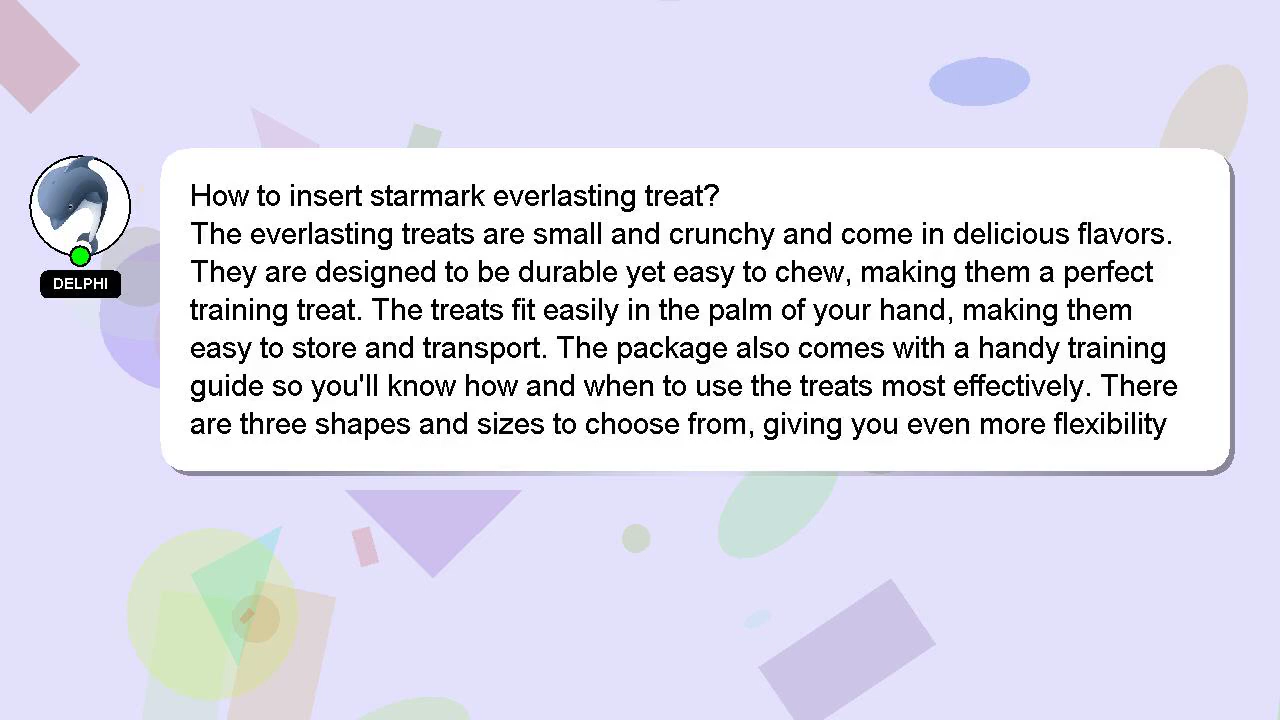 How to insert starmark everlasting treat?
The everlasting treats are small and crunchy and come in delicious flavors.
They are designed to be durable yet easy to chew, making them a perfect
training treat. The treats fit easily in the palm of your hand, making them
easy to store and transport. The package also comes with a handy training
guide so you'll know how and when to use the treats most effectively. There
are three shapes and sizes to choose from, giving you even more flexibility
DELPHI